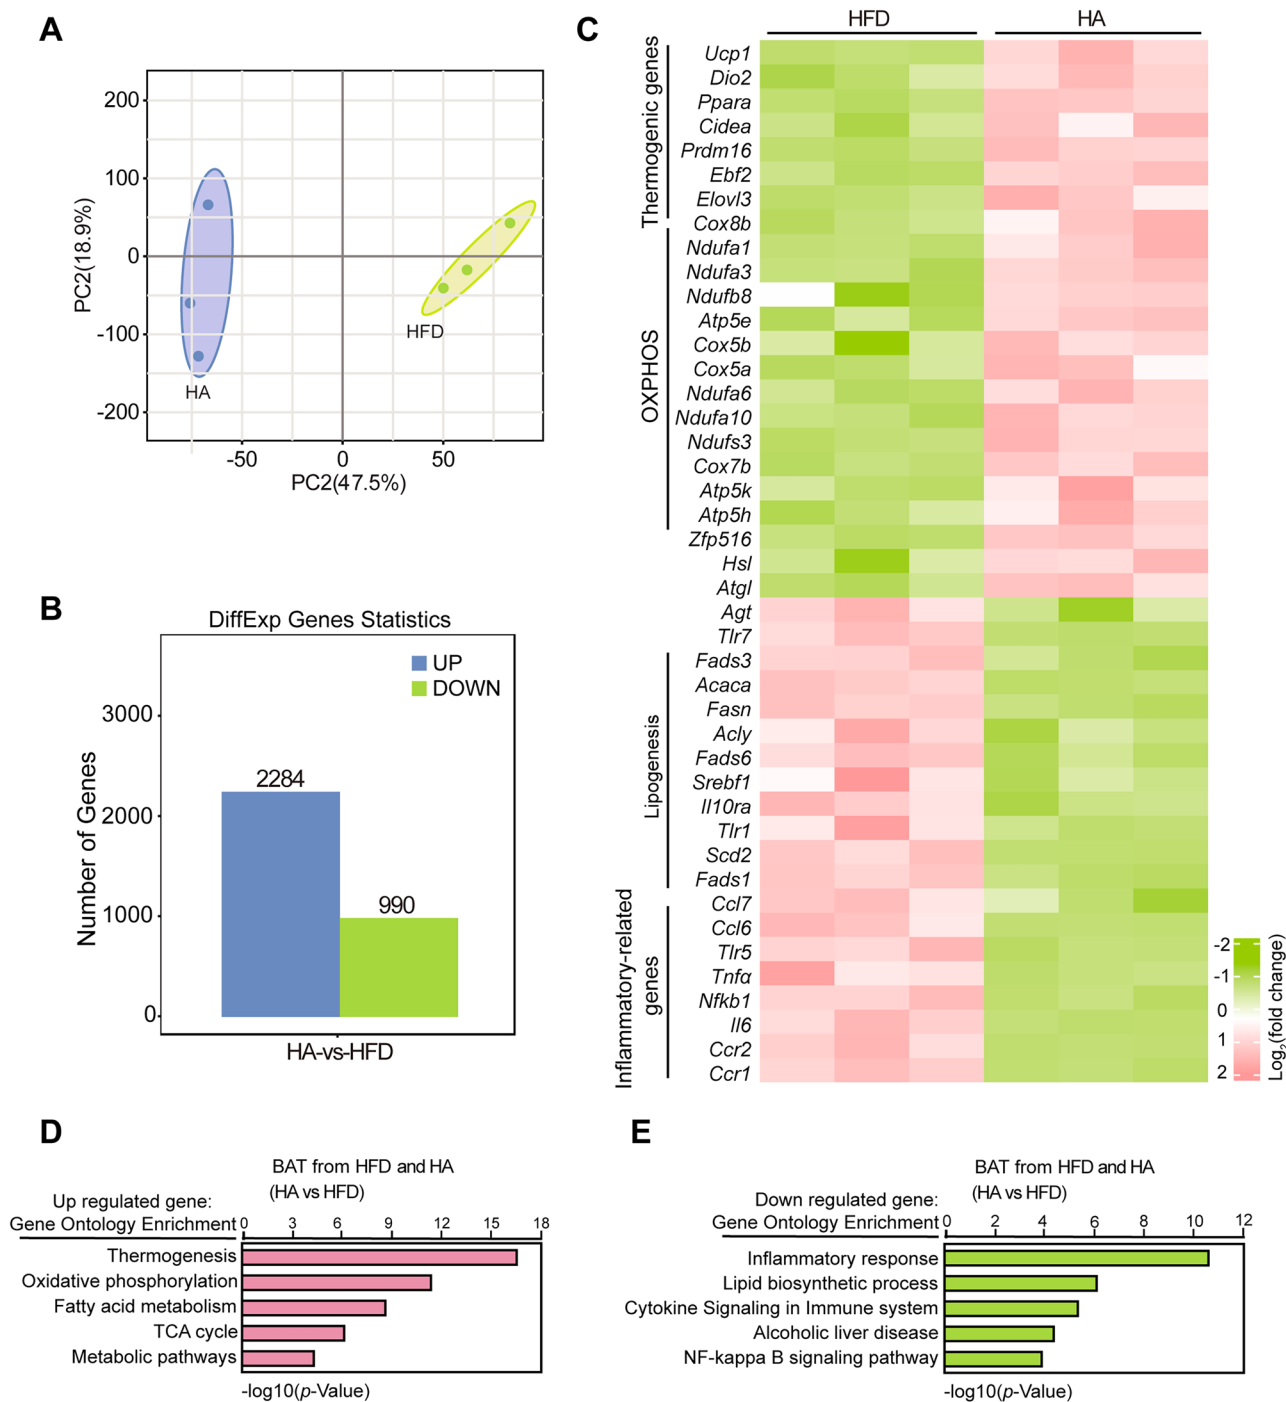 A
200
100
0
-100
-200
PC2(18.9%)
HA
HFD
-50
0
50
PC2(47.5%)
B
DiffExp Genes Statistics
UP
DOWN
3000
2000
1000
0
Number of Genes
2284
990
HA-vs-HFD
C
HFD
HA
Thermogenic genes
OXPHOS
Lipogenesis
Inflammatory-related
genes
Ucp1
Dio2
Ppara
Cidea
Prdm16
Ebf2
Elovl3
Cox8b
Ndufa1
Ndufa3
Ndufb8
Atp5e
Cox5b
Cox5a
Ndufa6
Ndufa10
Ndufs3
Cox7b
Atp5k
Atp5h
Zfp516
Hsl
Atgl
Agt
Tlr7
Fads3
Acaca
Fasn
Acly
Fads6
Srebf1
Il10ra
Tlr1
Scd2
Fads1
Ccl7
Ccl6
Tlr5
Tnfα
Nfkb1
Il6
Ccr2
Ccr1
-2
-1
0
1
2
Log2(fold change)
D
BAT from HFD and HA
(HA vs HFD)
Up regulated gene:
Gene Ontology Enrichment
0 3 6 9 12 15 18
Thermogenesis
Oxidative phosphorylation
Fatty acid metabolism
TCA cycle
Metabolic pathways
-log10(p-Value)
E
BAT from HFD and HA
(HA vs HFD)
Down regulated gene:
Gene Ontology Enrichment
0 2 4 6 8 10 12
Inflammatory response
Lipid biosynthetic process
Cytokine Signaling in Immune system
Alcoholic liver disease
NF-kappa B signaling pathway
-log10(p-Value)